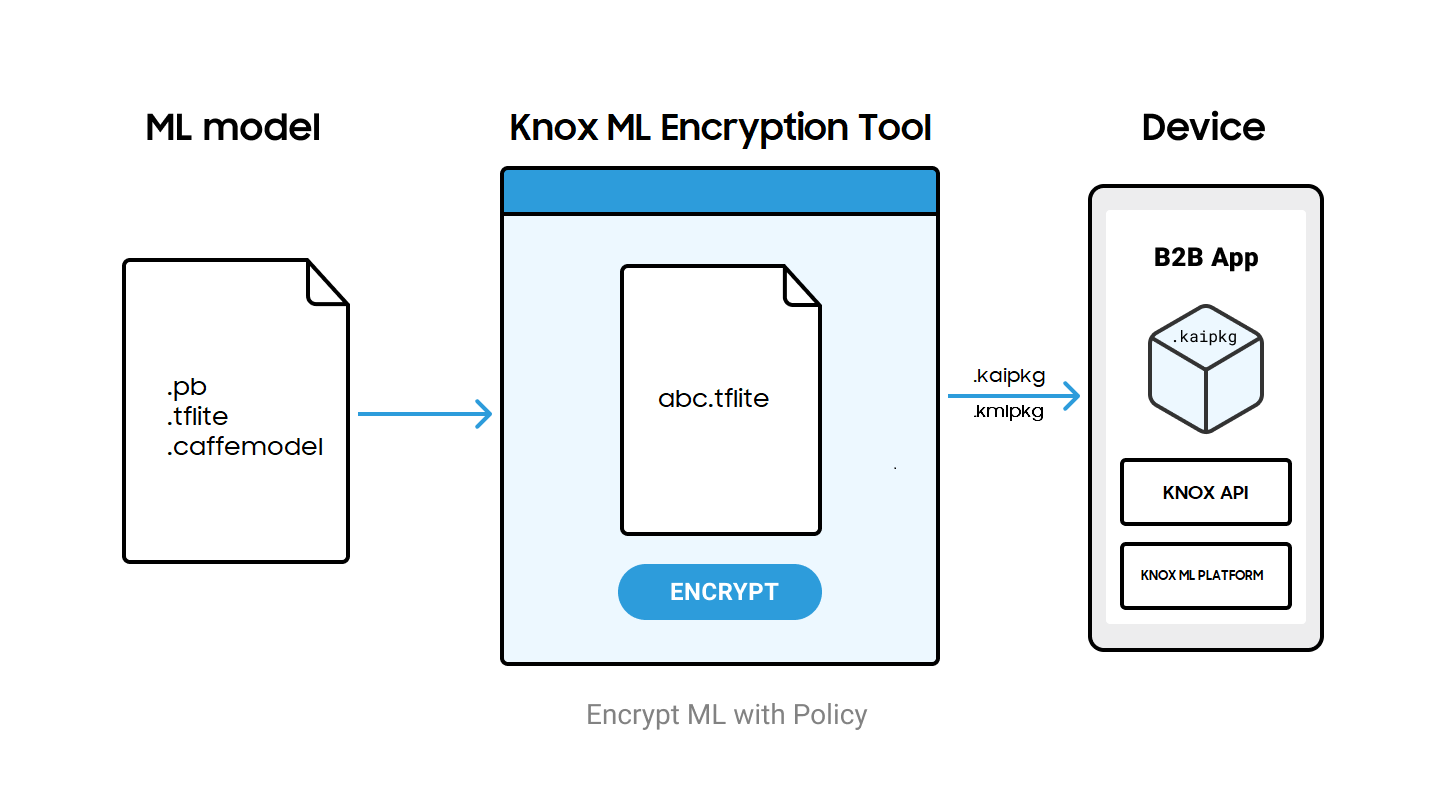 ML model
Knox ML Encryption Tool
Device
.pb
.tflite
.caffemodel
abc.tflite
ENCRYPT
Encrypt ML with Policy
.kaipkg
.kmlpkg
B2B App
.kaipkg
KNOX API
KNOX ML PLATFORM